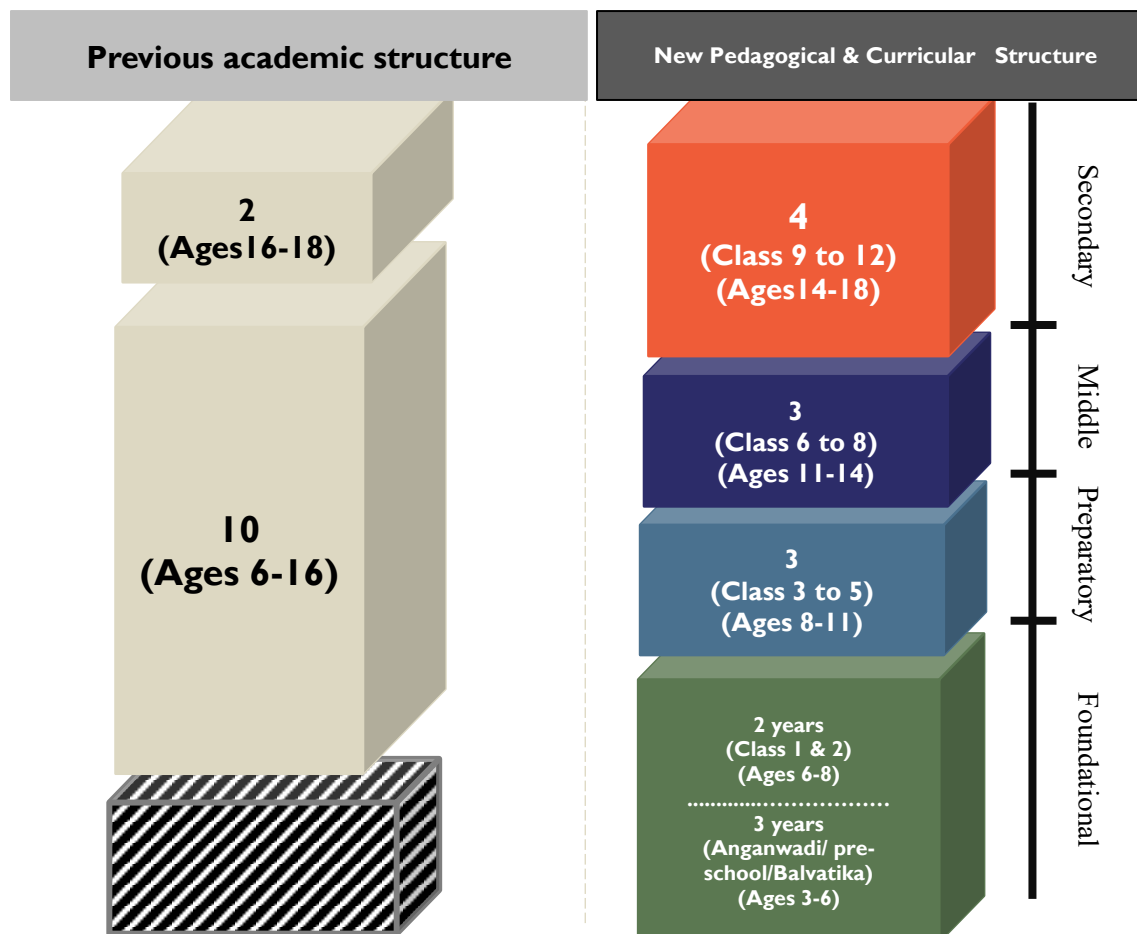 Previous academic structure
New Pedagogical & Curricular Structure
2
(Ages16-18)
10
(Ages 6-16)
4
(Class 9 to 12)
(Ages14-18)
3
(Class 6 to 8)
(Ages 11-14)
3
(Class 3 to 5)
(Ages 8-11)
2 years
(Class 1 & 2)
(Ages 6-8)
................................
3 years
(Anganwadi/ pre-
school/Balvatika)
(Ages 3-6)
Secondary
Middle
Preparatory
Foundational